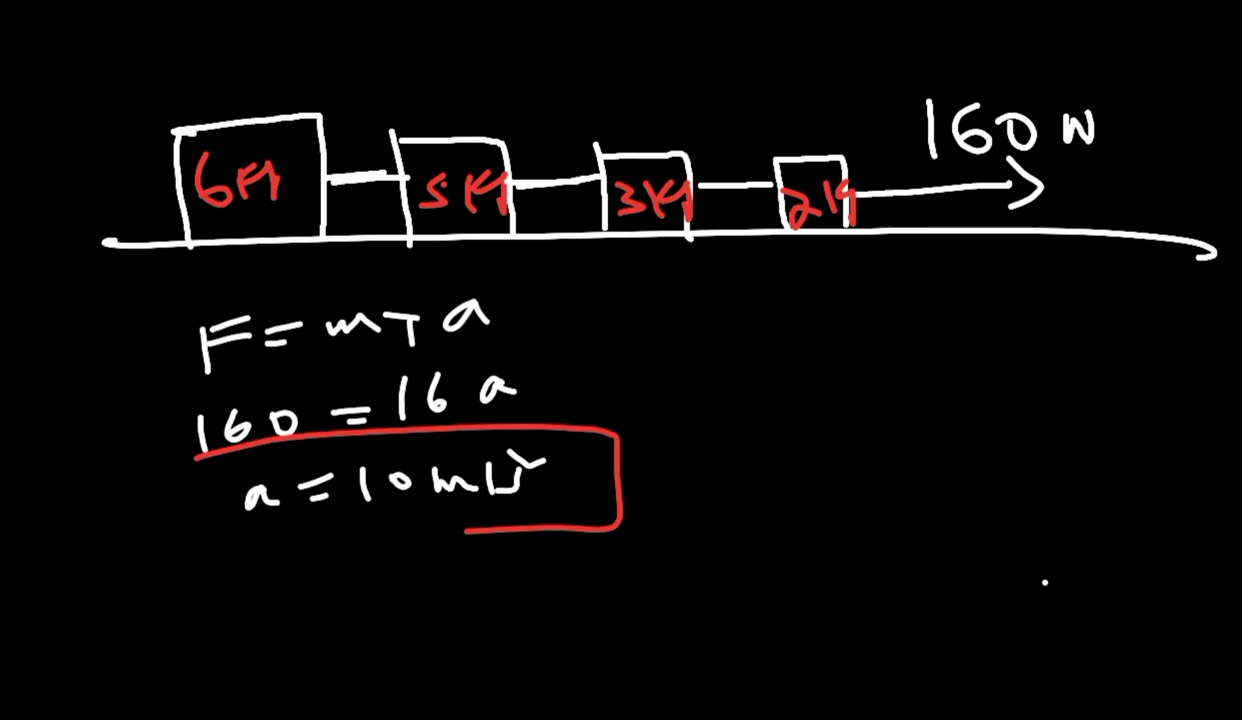 160 N
6Kg 5Kg 3Kg 2Kg
F = mT a
160 = 16 a
a = 10 m/s²